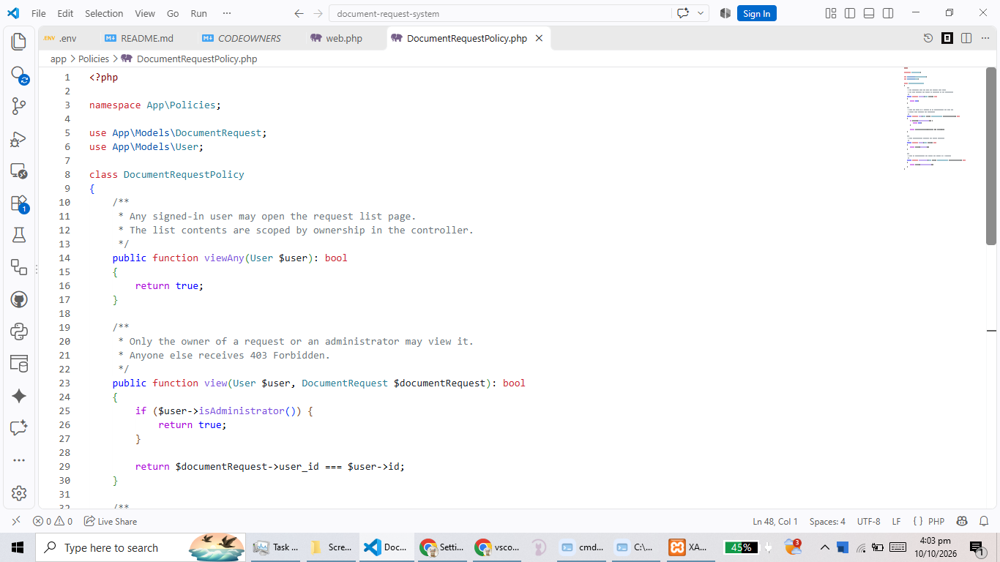 File Edit Selection View Go Run ··· document-request-system Sign In
.env README.md CODEOWNERS web.php DocumentRequestPolicy.php
app > Policies > DocumentRequestPolicy.php
1 <?php
2
3 namespace App\Policies;
4
5 use App\Models\DocumentRequest;
6 use App\Models\User;
7
8 class DocumentRequestPolicy
9 {
10 /**
11 * Any signed-in user may open the request list page.
12 * The list contents are scoped by ownership in the controller.
13 */
14 public function viewAny(User $user): bool
15 {
16 return true;
17 }
18
19 /**
20 * Only the owner of a request or an administrator may view it.
21 * Anyone else receives 403 Forbidden.
22 */
23 public function view(User $user, DocumentRequest $documentRequest): bool
24 {
25 if ($user->isAdministrator()) {
26 return true;
27 }
28
29 return $documentRequest->user_id === $user->id;
30 }
31
32 /**
0 0 Live Share Ln 48, Col 1 Spaces: 4 UTF-8 LF { } PHP
Type here to search Task ... Scre... Doc... Setti... vsco... cmd... C:\... XA... 45% 3 4:03 pm 1
10/10/2026